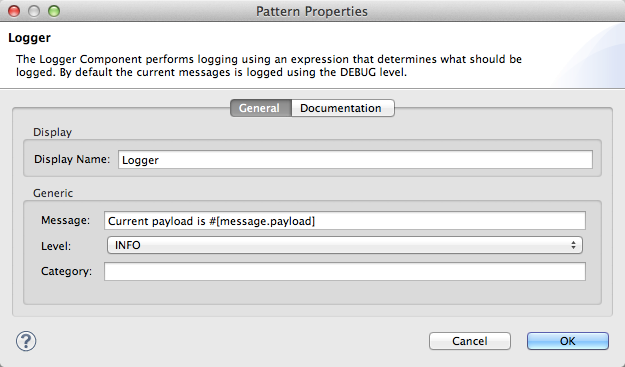 Pattern Properties
Logger
The Logger Component performs logging using an expression that determines what should be
logged. By default the current messages is logged using the DEBUG level.
General Documentation
Display
Display Name: Logger
Generic
Message: Current payload is #[message.payload]
Level: INFO
Category:
? Cancel OK